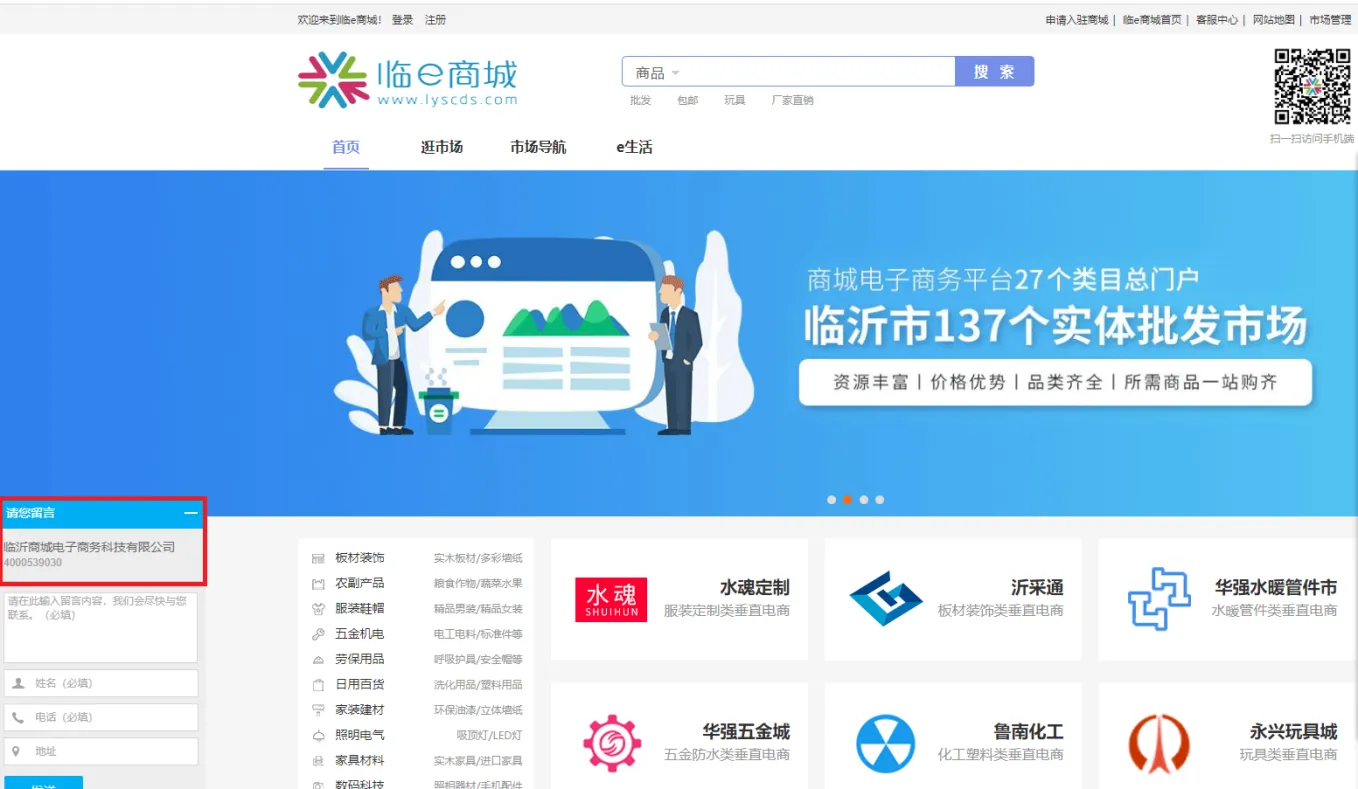 欢迎来到临e商城! 登录 注册
申请入驻商城 | 临e商城首页 | 客服中心 | 网站地图 | 市场管理
临e商城
www.lyscds.com
商品
搜 索
批发 包邮 玩具 厂家直销
扫一扫访问手机端
首页 逛市场 市场导航 e生活
商城电子商务平台27个类目总门户
临沂市137个实体批发市场
资源丰富丨价格优势丨品类齐全丨所需商品一站购齐
请您留言
临沂商城电子商务科技有限公司
4000539030
请在此输入留言内容，我们会尽快与您
联系。（必填）
姓名（必填）
电话（必填）
地址
发送
板材装饰 实木板材/多彩墙纸
农副产品 粮食作物/蔬菜水果
服装鞋帽 精品男装/精品女装
五金机电 电工电料/标准件等
劳保用品 呼吸护具/安全帽等
日用百货 洗化用品/塑料用品
家装建材 环保油漆/立体墙纸
照明电气 吸顶灯/LED灯
家具材料 实木家具/进口家具
数码科技 照相器材/手机配件
水魂
SHUIHUN
水魂定制
服装定制类垂直电商
沂采通
板材装饰类垂直电商
华强水暖管件市
水暖管件类垂直电商
华强五金城
五金防水类垂直电商
鲁南化工
化工塑料类垂直电商
永兴玩具城
玩具类垂直电商